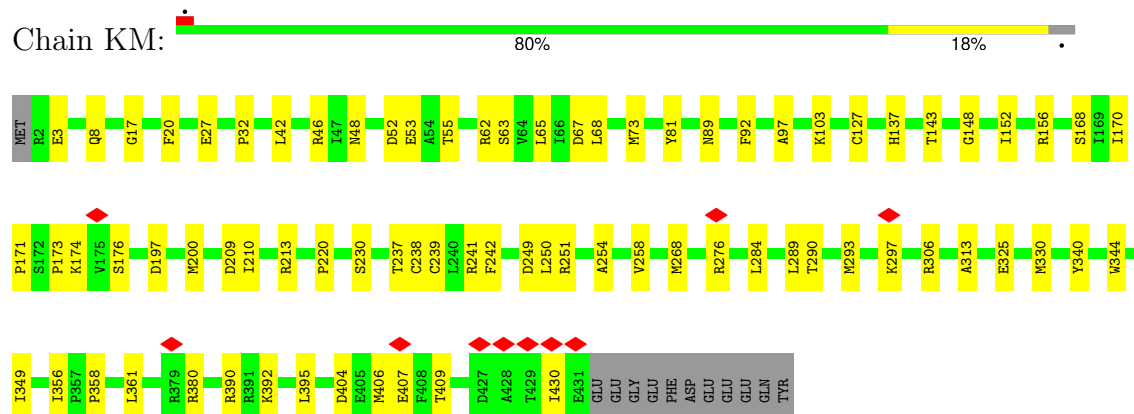 Chain KM:
80% 18%
MET R2 E3 Q8 G17 F20 E27 P32 L42 R46 I47 N48 D52 E53 A54 T55 R62 S63 V64 L65 I66 D67 L68 M73 Y81 N89 F92 A97 K103 C127 H137 T143 G148 I152 R156 S168 I169 I170
P171 S172 P173 K174 V175 S176 D197 M200 D209 I210 R213 P220 S230 T237 C238 C239 L240 R241 F242 D249 L250 R251 A254 V258 M268 R276 L284 L289 T290 M293 K297 R306 A313 E325 M330 Y340 W344
I349 I356 P357 P358 L361 R379 R380 R390 R391 K392 L395 D404 E405 M406 E407 F408 T409 D427 A428 T429 I430 E431 GLU GLU GLY GLU PHE ASP GLU GLU GLU GLN TYR